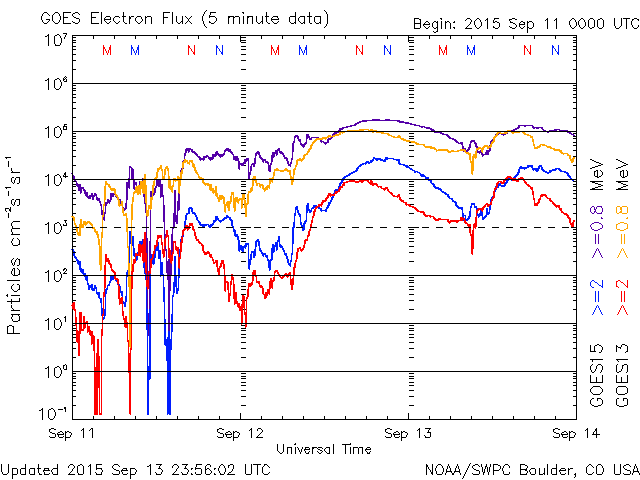 GOES Electron Flux (5 minute data)
Begin: 2015 Sep 11 0000 UTC
10⁷
M M N N M M N N M M N N
10⁶
10⁵
10⁴
10³
10²
10¹
10⁰
10⁻¹
Particles cm⁻²s⁻¹sr⁻¹
GOES15 >=2 >=0.8 MeV
GOES13 >=2 >=0.8 MeV
Sep 11 Sep 12 Sep 13 Sep 14
Universal Time
Updated 2015 Sep 13 23:56:02 UTC
NOAA/SWPC Boulder, CO USA